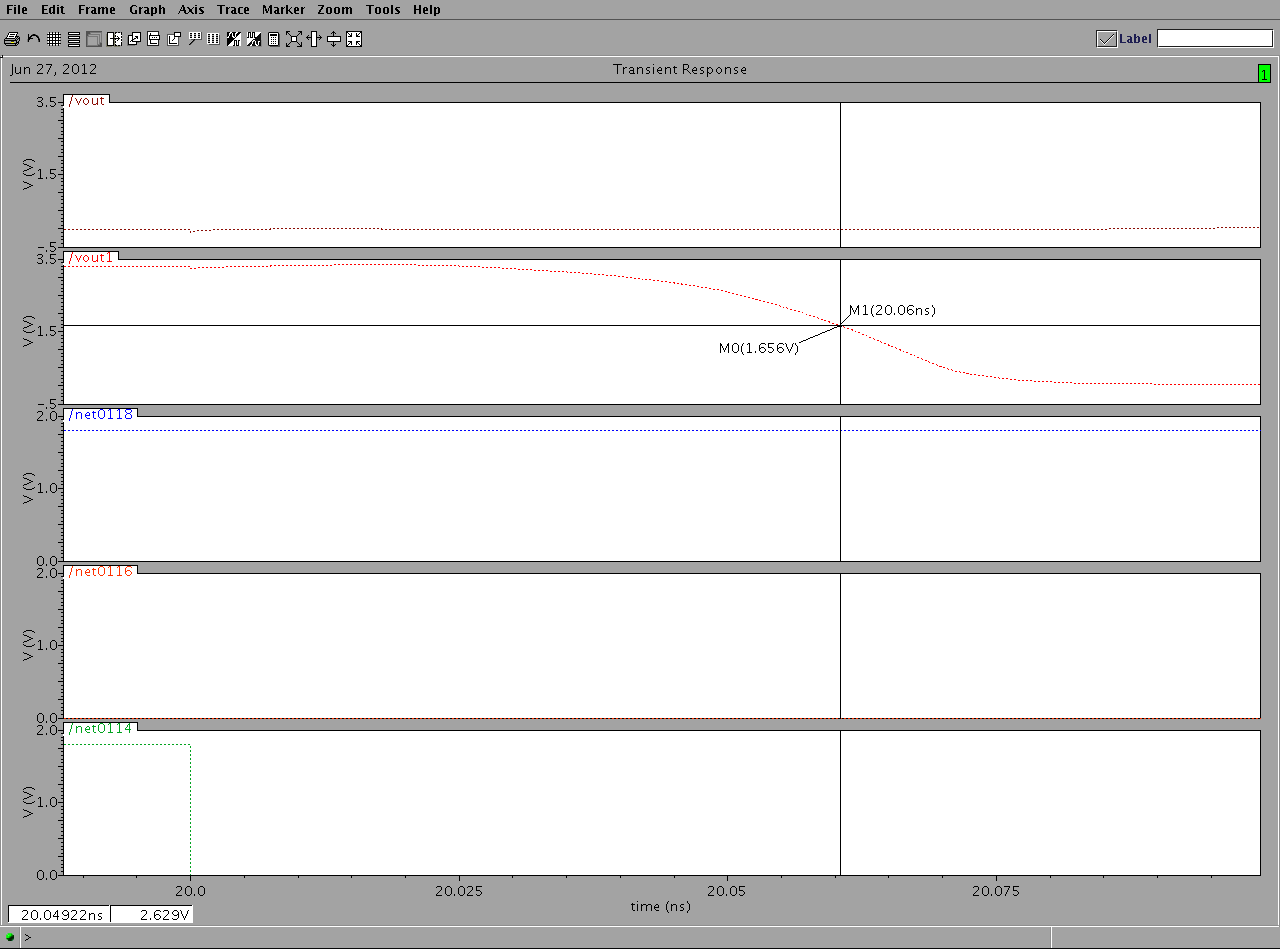 File Edit Frame Graph Axis Trace Marker Zoom Tools Help
Label
Jun 27, 2012 Transient Response 1
3.5 /vout
V (V) 1.5
-.5
3.5 /vout1
M1(20.06ns)
V (V) 1.5
M0(1.656V)
-.5
2.0 /net0118
V (V) 1.0
0.0
2.0 /net0116
V (V) 1.0
0.0
2.0 /net0114
V (V) 1.0
0.0
20.0 20.025 20.05 20.075
time (ns)
20.04922ns 2.629V
>